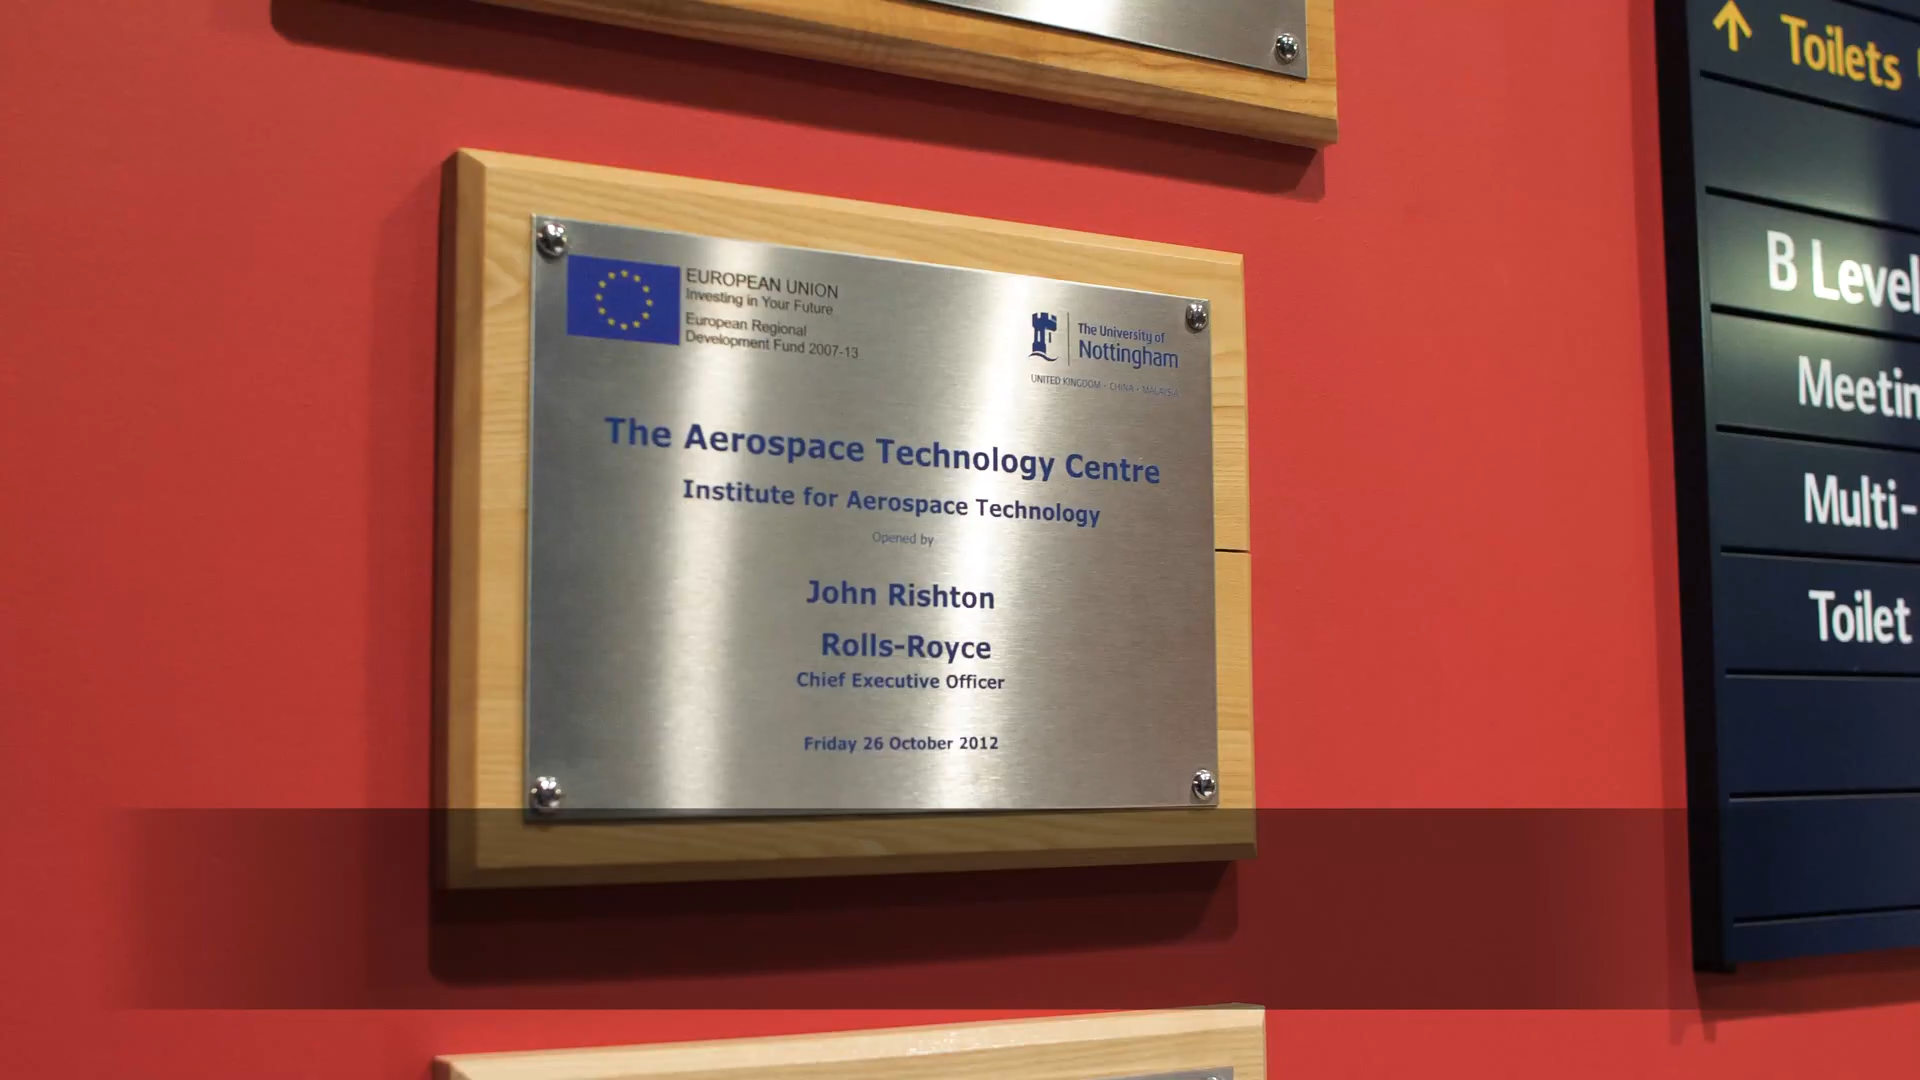 EUROPEAN UNION
Investing in Your Future
European Regional
Development Fund 2007-13
The University of
Nottingham
UNITED KINGDOM · CHINA · MALAYSIA
The Aerospace Technology Centre
Institute for Aerospace Technology
Opened by
John Rishton
Rolls-Royce
Chief Executive Officer
Friday 26 October 2012
Toilets
B Level
Meetin
Multi-
Toilet